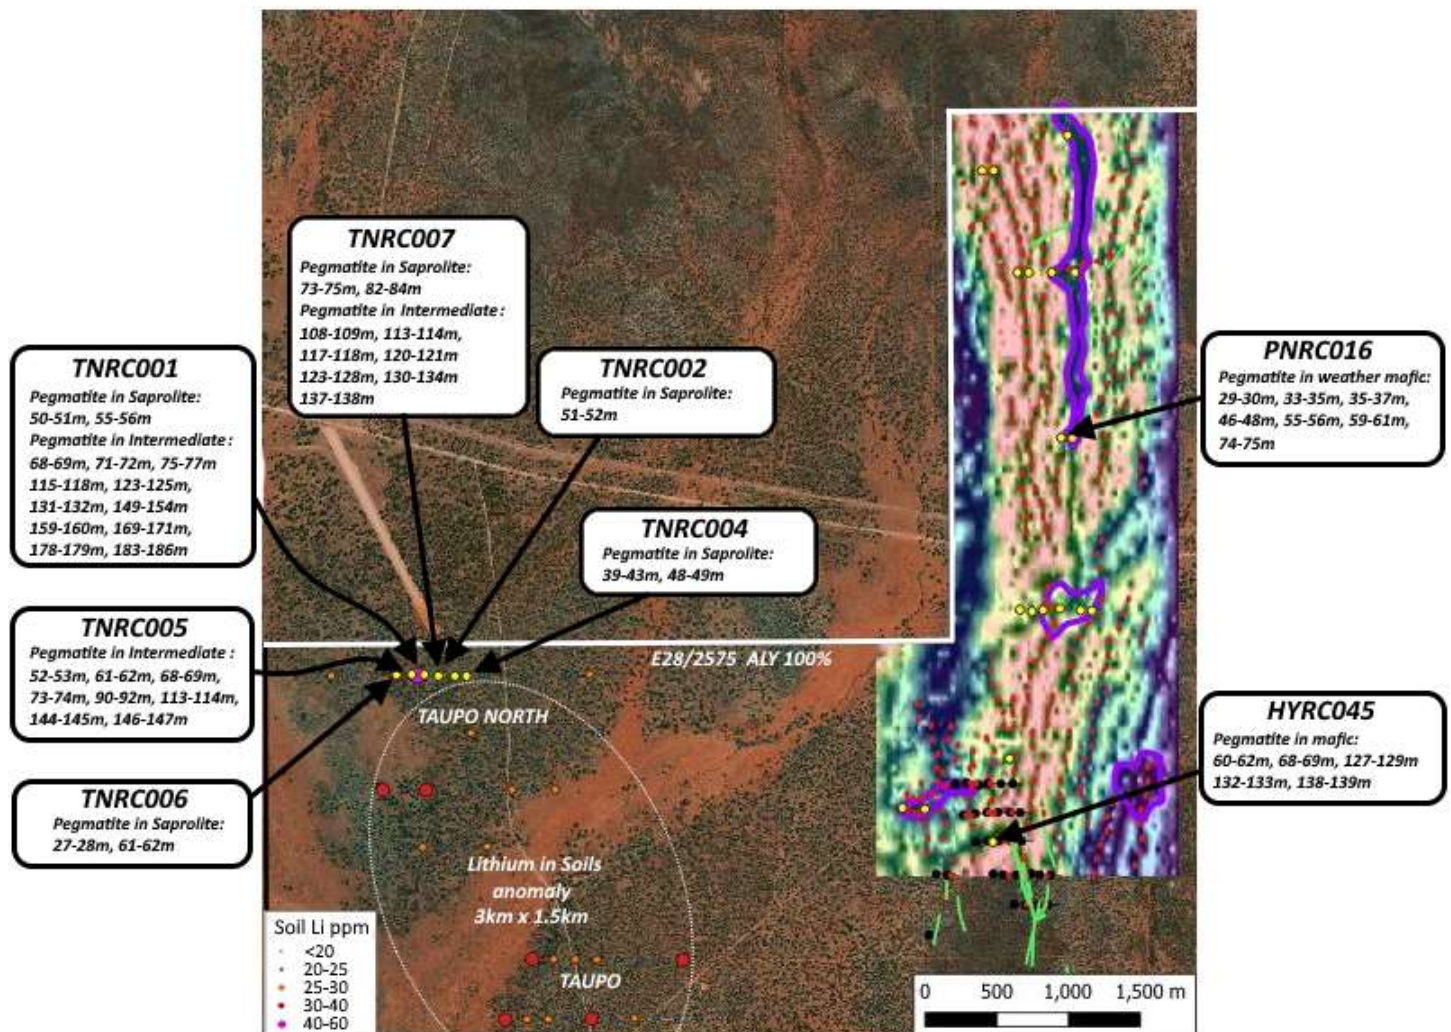 TNRC007
Pegmatite in Saprolite:
73-75m, 82-84m
Pegmatite in Intermediate :
108-109m, 113-114m,
117-118m, 120-121m
123-128m, 130-134m
137-138m
TNRC001
Pegmatite in Saprolite:
50-51m, 55-56m
Pegmatite in Intermediate :
68-69m, 71-72m, 75-77m
115-118m, 123-125m,
131-132m, 149-154m
159-160m, 169-171m
178-179m, 183-186m
TNRC002
Pegmatite in Saprolite:
51-52m
PNRC016
Pegmatite in weather mafic:
29-30m, 33-35m, 35-37m,
46-48m, 55-56m, 59-61m,
74-75m
TNRC004
Pegmatite in Saprolite:
39-43m, 48-49m
TNRC005
Pegmatite in Intermediate :
52-53m, 61-62m, 68-69m,
73-74m, 90-92m, 113-114m,
144-145m, 146-147m
E28/2575 ALY 100%
TAUPO NORTH
HYRC045
Pegmatite in mafic:
60-62m, 68-69m, 127-129m
132-133m, 138-139m
TNRC006
Pegmatite in Saprolite:
27-28m, 61-62m
Lithium in Soils
anomaly
3km x 1.5km
TAUPO
Soil Li ppm
<20
20-25
25-30
30-40
40-60
0 500 1,000 1,500 m